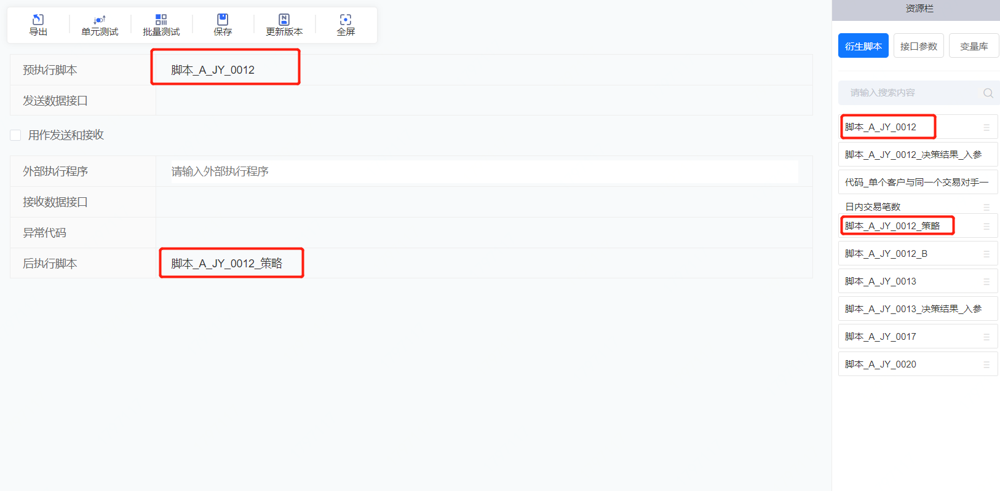 导出
单元测试
批量测试
保存
更新版本
全屏
预执行脚本
脚本_A_JY_0012
发送数据接口
用作发送和接收
外部执行程序
请输入外部执行程序
接收数据接口
异常代码
后执行脚本
脚本_A_JY_0012_策略
资源栏
衍生脚本
接口参数
变量库
请输入搜索内容
脚本_A_JY_0012
脚本_A_JY_0012_决策结果_入参
代码_单个客户与同一个交易对手一
日内交易笔数
脚本_A_JY_0012_策略
脚本_A_JY_0012_B
脚本_A_JY_0013
脚本_A_JY_0013_决策结果_入参
脚本_A_JY_0017
脚本_A_JY_0020